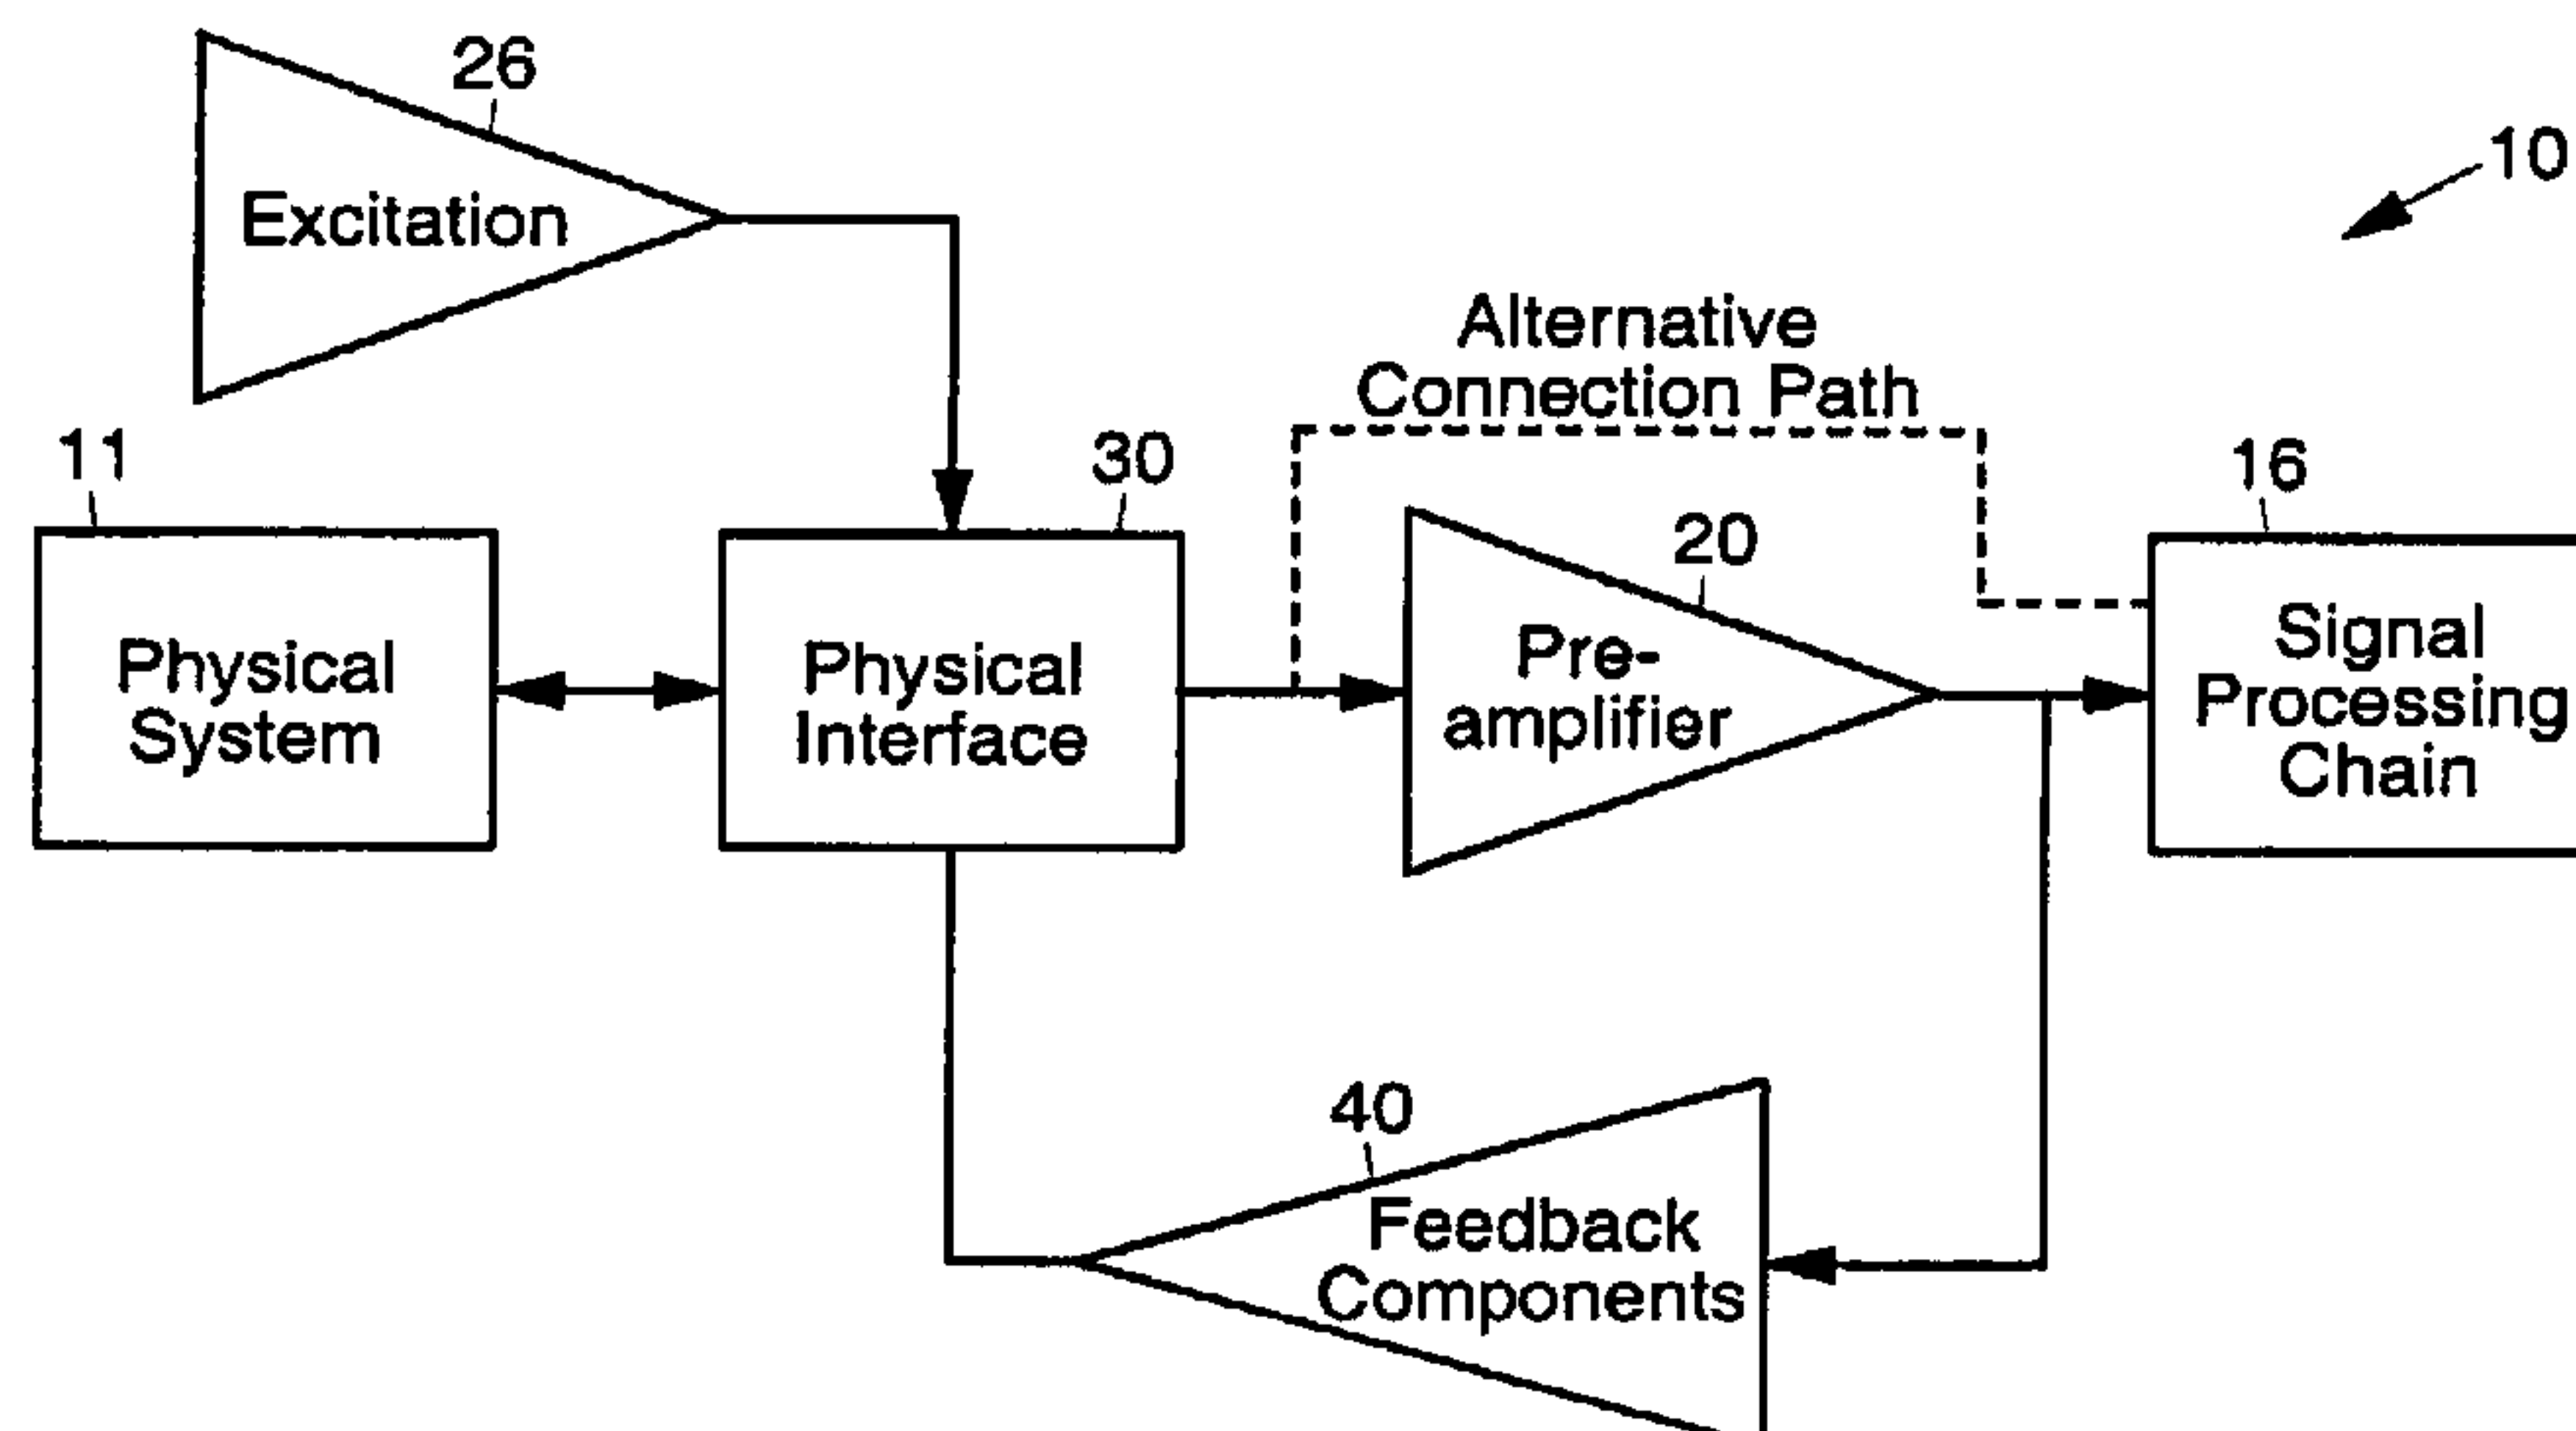 26
Excitation
10
Alternative
Connection Path
11
30
20
16
Physical
System
Physical
Interface
Pre-
amplifier
Signal
Processing
Chain
40
Feedback
Components